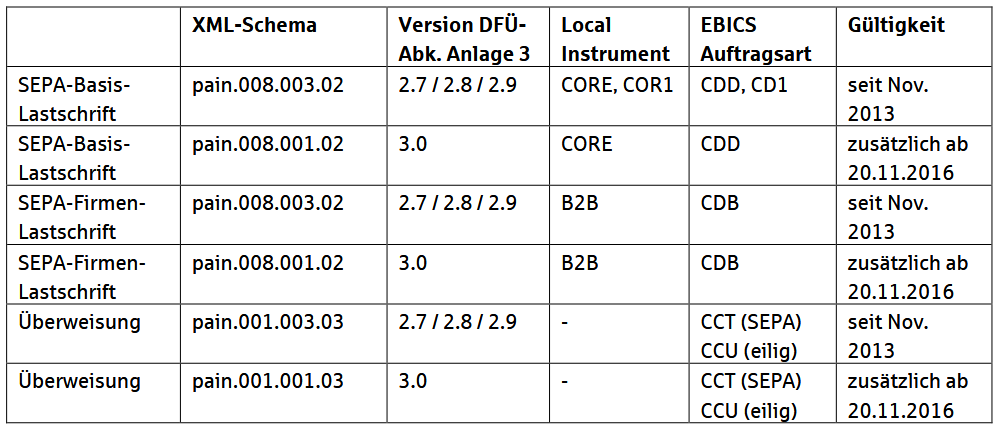 XML-Schema Version DFÜ- Local EBICS Gültigkeit
Abk. Anlage 3 Instrument Auftragsart
SEPA-Basis- pain.008.003.02 2.7 / 2.8 / 2.9 CORE, COR1 CDD, CD1 seit Nov.
Lastschrift 2013
SEPA-Basis- pain.008.001.02 3.0 CORE CDD zusätzlich ab
Lastschrift 20.11.2016
SEPA-Firmen- pain.008.003.02 2.7 / 2.8 / 2.9 B2B CDB seit Nov.
Lastschrift 2013
SEPA-Firmen- pain.008.001.02 3.0 B2B CDB zusätzlich ab
Lastschrift 20.11.2016
Überweisung pain.001.003.03 2.7 / 2.8 / 2.9 - CCT (SEPA) seit Nov.
CCU (eilig) 2013
Überweisung pain.001.001.03 3.0 - CCT (SEPA) zusätzlich ab
CCU (eilig) 20.11.2016